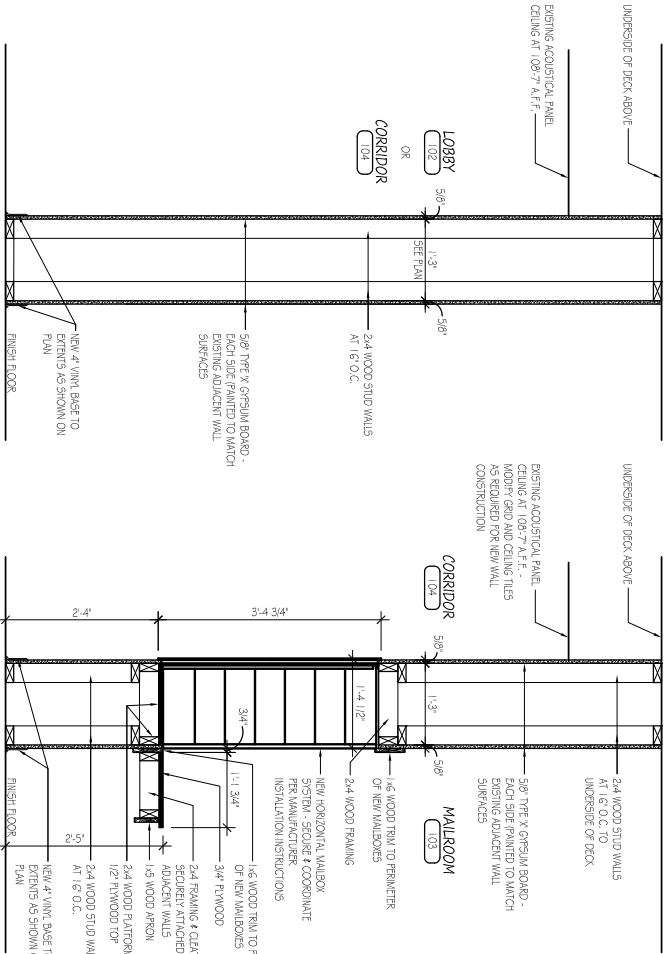 UNDERSIDE OF DECK ABOVE
EXISTING ACOUSTICAL PANEL
CEILING AT 108'-7" A.F.F.
LOBBY
102
OR
CORRIDOR
104
5/8"
1'-3"
SEE PLAN
5/8"
2x4 WOOD STUD WALLS
AT 16" O.C.
5/8" TYPE 'X' GYPSUM BOARD -
EACH SIDE (PAINTED TO MATCH
EXISTING ADJACENT WALL
SURFACES
NEW 4" VINYL BASE TO
EXTENTS AS SHOWN ON
PLAN
FINISH FLOOR
UNDERSIDE OF DECK ABOVE
EXISTING ACOUSTICAL PANEL
CEILING AT 108'-7" A.F.F. -
MODIFY GRID AND CEILING TILES
AS REQUIRED FOR NEW WALL
CONSTRUCTION
CORRIDOR
104
5/8"
1'-3"
5/8"
MAILROOM
103
2x4 WOOD STUD WALLS
AT 16" O.C. TO
UNDERSIDE OF DECK
5/8" TYPE 'X' GYPSUM BOARD -
EACH SIDE (PAINTED TO MATCH
EXISTING ADJACENT WALL
SURFACES
1x6 WOOD TRIM TO PERIMETER
OF NEW MAILBOXES
2x4 WOOD FRAMING
NEW HORIZONTAL MAILBOX
SYSTEM - SECURE & COORDINATE
PER MANUFACTURER
INSTALLATION INSTRUCTIONS
3'-4 3/4"
2'-4"
1'-4 1/2"
3/4"
1'-1 3/4"
2'-5"
1x6 WOOD TRIM TO
OF NEW MAILBOXES
3/4" PLYWOOD
2x4 FRAMING &
SECURELY ATTACHED
ADJACENT WALLS
1x5 WOOD APRON
2x4 WOOD PLATFORM
1/2" PLYWOOD TOP
2x4 WOOD STUD
AT 16" O.C.
NEW 4" VINYL BASE
EXTENTS AS SHOWN
PLAN
FINISH FLOOR